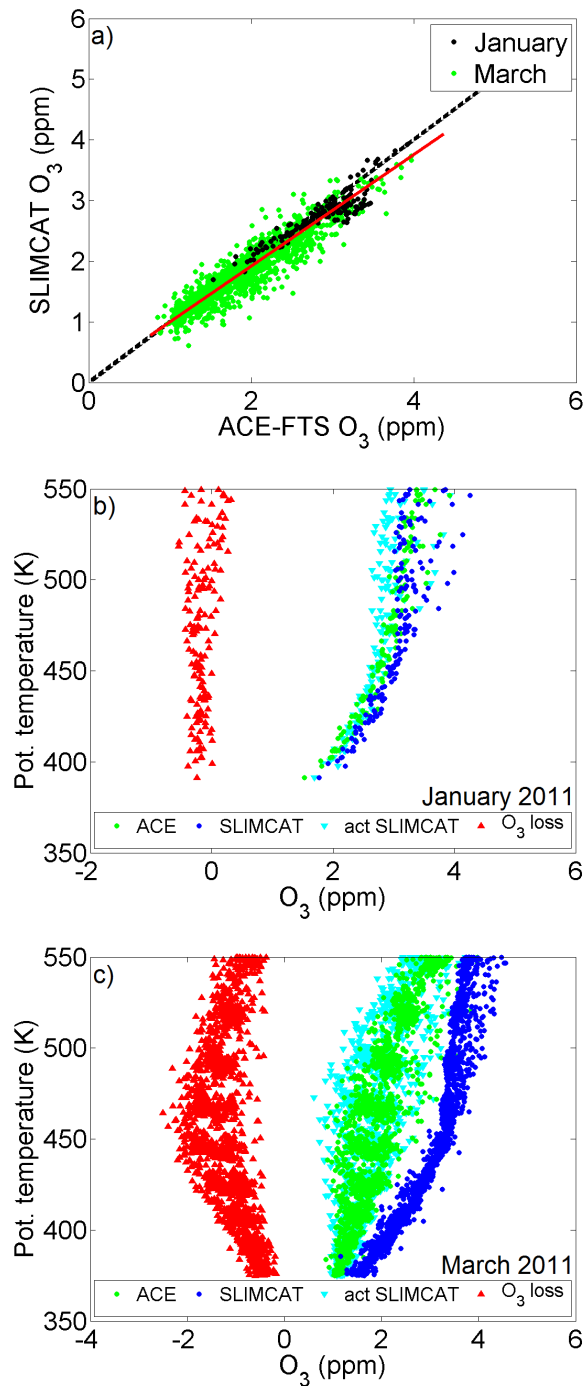 a)
January
March
6
5
4
3
2
1
0
SLIMCAT O₃ (ppm)
0 2 4 6
ACE-FTS O₃ (ppm)
b)
550
500
450
400
350
Pot. temperature (K)
January 2011
ACE SLIMCAT act SLIMCAT O₃ loss
-2 0 2 4 6
O₃ (ppm)
c)
550
500
450
400
350
Pot. temperature (K)
March 2011
ACE SLIMCAT act SLIMCAT O₃ loss
-4 -2 0 2 4 6
O₃ (ppm)